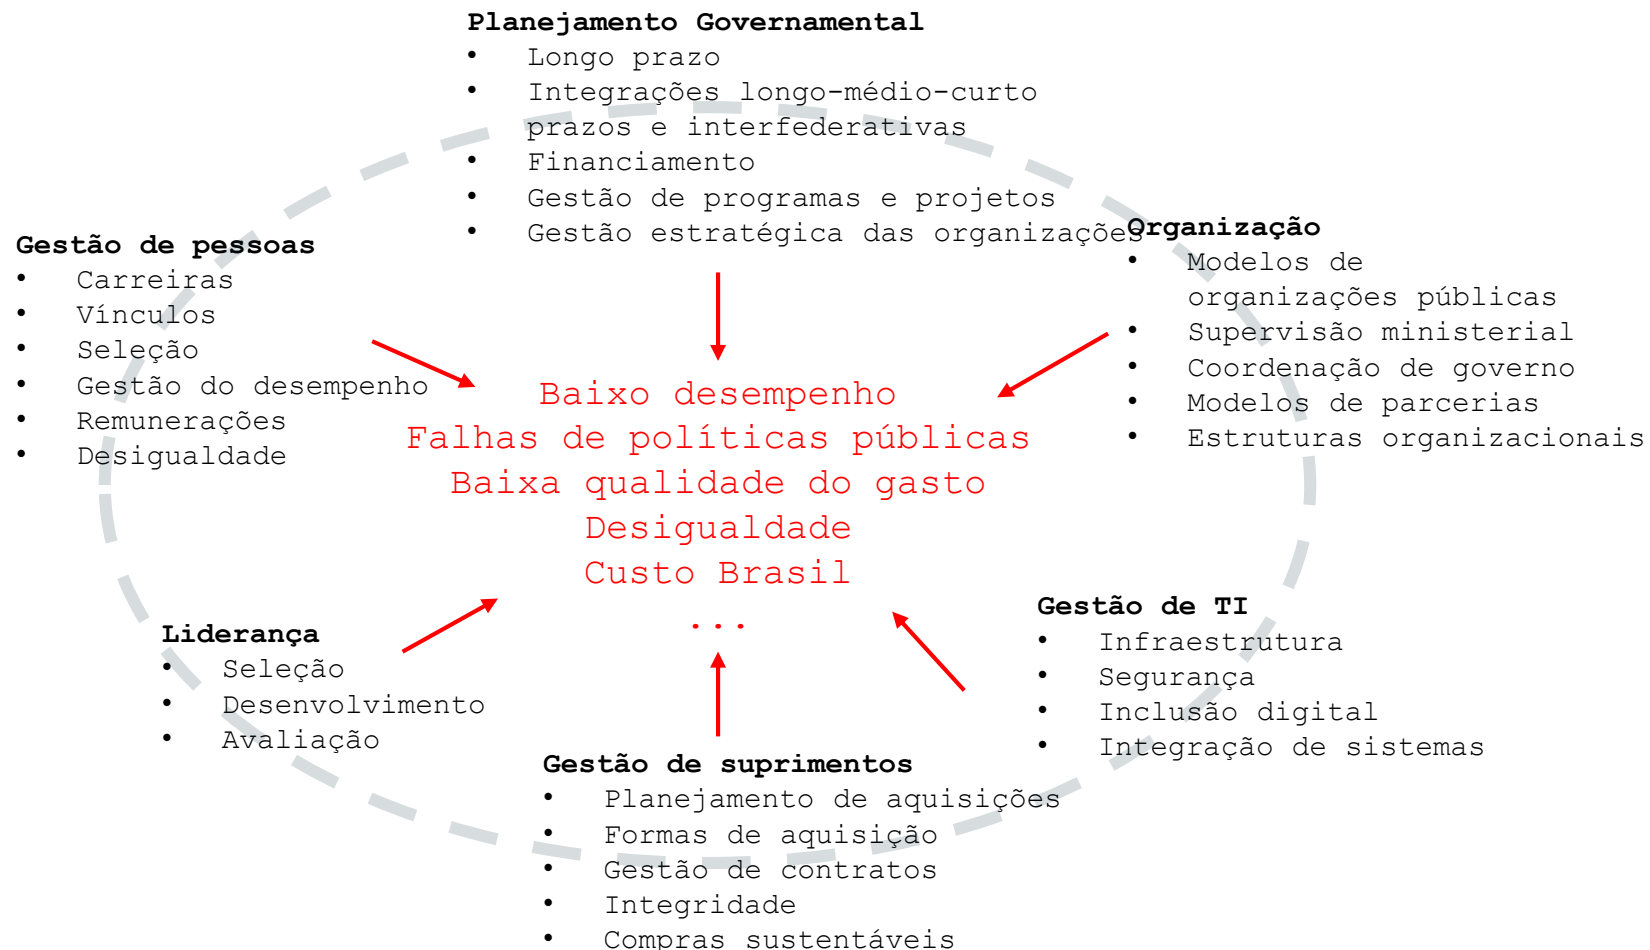 Planejamento Governamental
• Longo prazo
• Integrações longo-médio-curto
prazos e interfederativas
• Financiamento
• Gestão de programas e projetos
• Gestão estratégica das organizações
Gestão de pessoas
• Carreiras
• Vínculos
• Seleção
• Gestão do desempenho
• Remunerações
• Desigualdade
Organização
• Modelos de
organizações públicas
• Supervisão ministerial
• Coordenação de governo
• Modelos de parcerias
• Estruturas organizacionais
Baixo desempenho
Falhas de políticas públicas
Baixa qualidade do gasto
Desigualdade
Custo Brasil
...
Liderança
• Seleção
• Desenvolvimento
• Avaliação
Gestão de TI
• Infraestrutura
• Segurança
• Inclusão digital
• Integração de sistemas
Gestão de suprimentos
• Planejamento de aquisições
• Formas de aquisição
• Gestão de contratos
• Integridade
• Compras sustentáveis